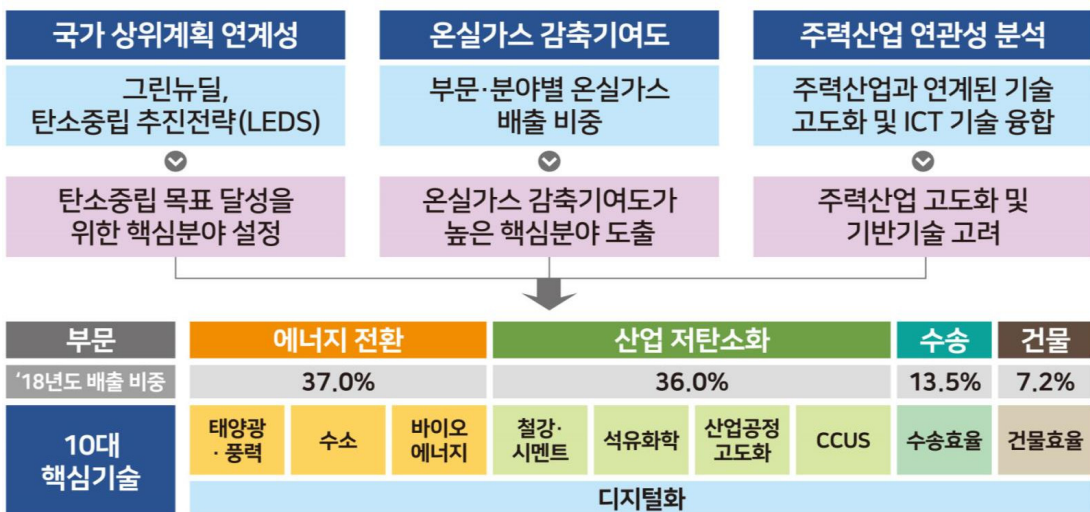 국가 상위계획 연계성
온실가스 감축기여도
주력산업 연관성 분석
그린뉴딜,
탄소중립 추진전략(LEDS)
부문·분야별 온실가스
배출 비중
주력산업과 연계된 기술
고도화 및 ICT 기술 융합
탄소중립 목표 달성을
위한 핵심분야 설정
온실가스 감축기여도가
높은 핵심분야 도출
주력산업 고도화 및
기반기술 고려
부문
에너지 전환
산업 저탄소화
수송
건물
‘18년도 배출 비중
37.0%
36.0%
13.5%
7.2%
10대
핵심기술
태양광
·풍력
수소
바이오
에너지
철강·
시멘트
석유화학
산업공정
고도화
CCUS
수송효율
건물효율
디지털화